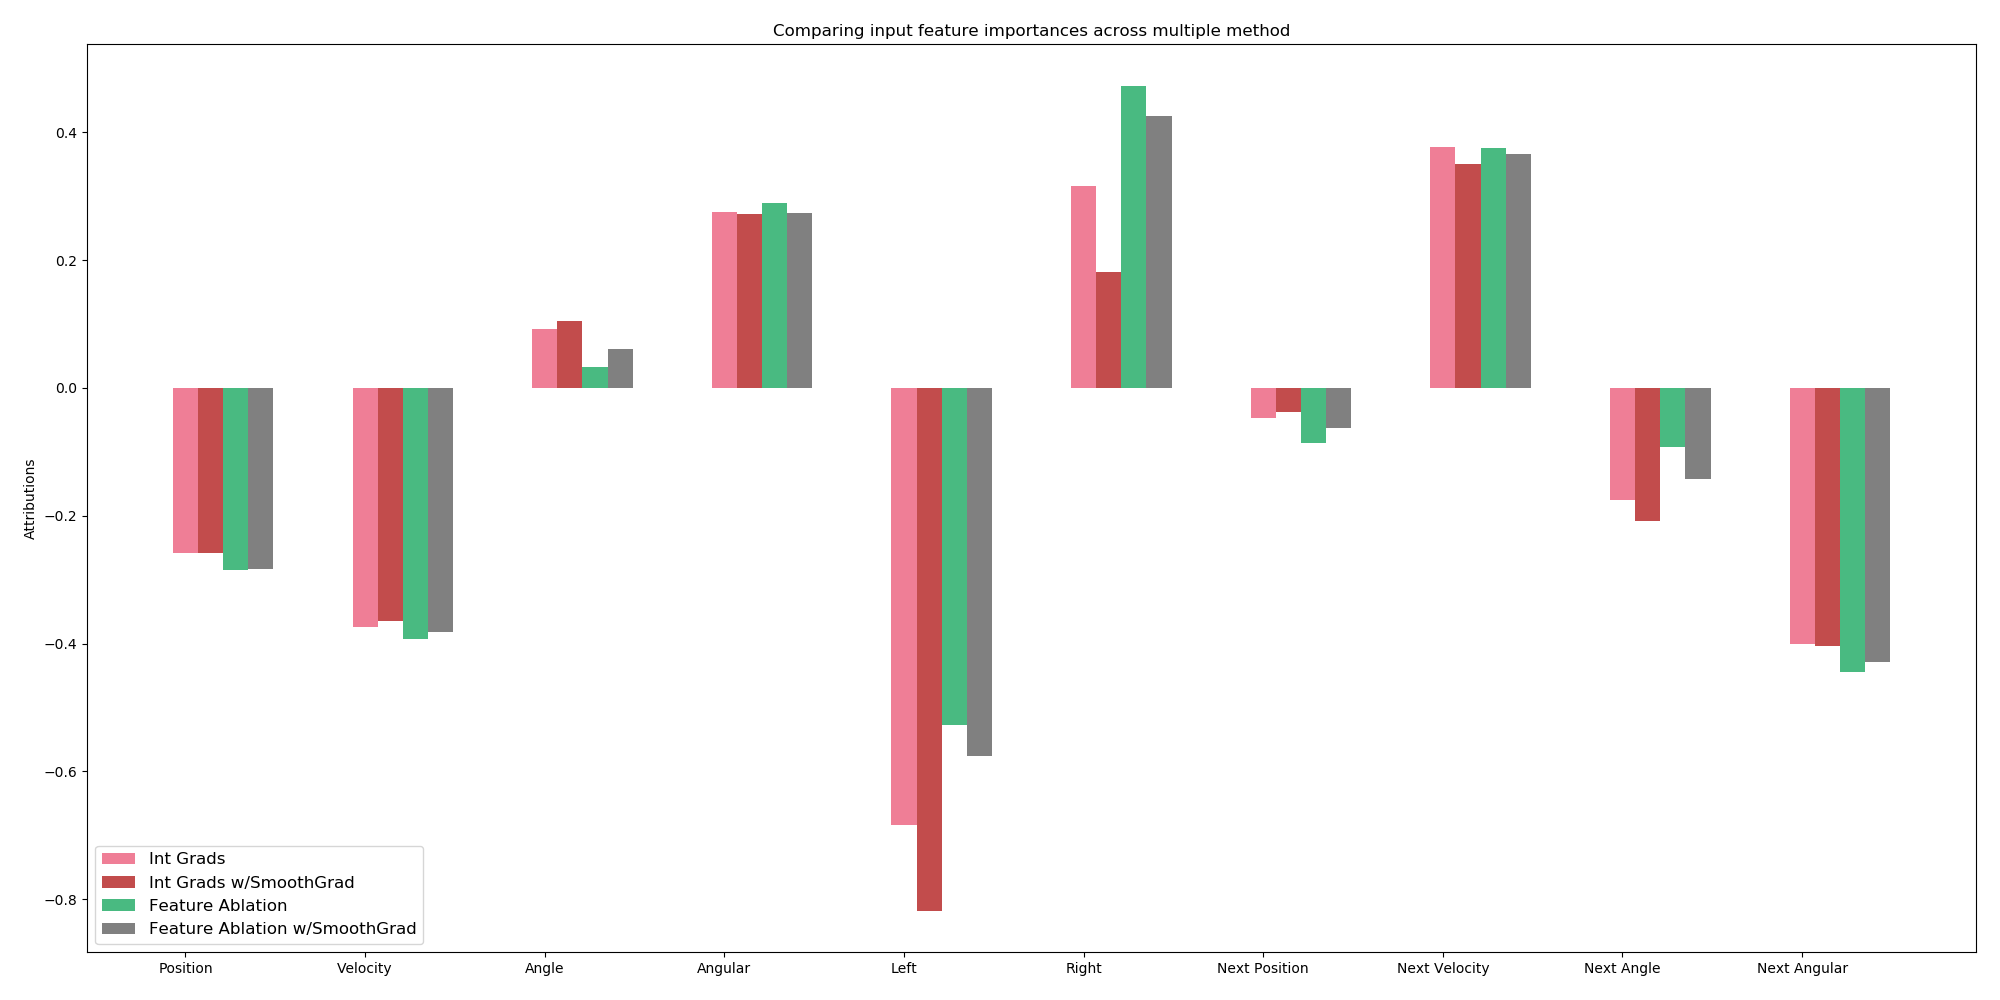 Comparing input feature importances across multiple method
Attributions
0.4
0.2
0.0
−0.2
−0.4
−0.6
−0.8
Int Grads
Int Grads w/SmoothGrad
Feature Ablation
Feature Ablation w/SmoothGrad
Position Velocity Angle Angular Left Right Next Position Next Velocity Next Angle Next Angular